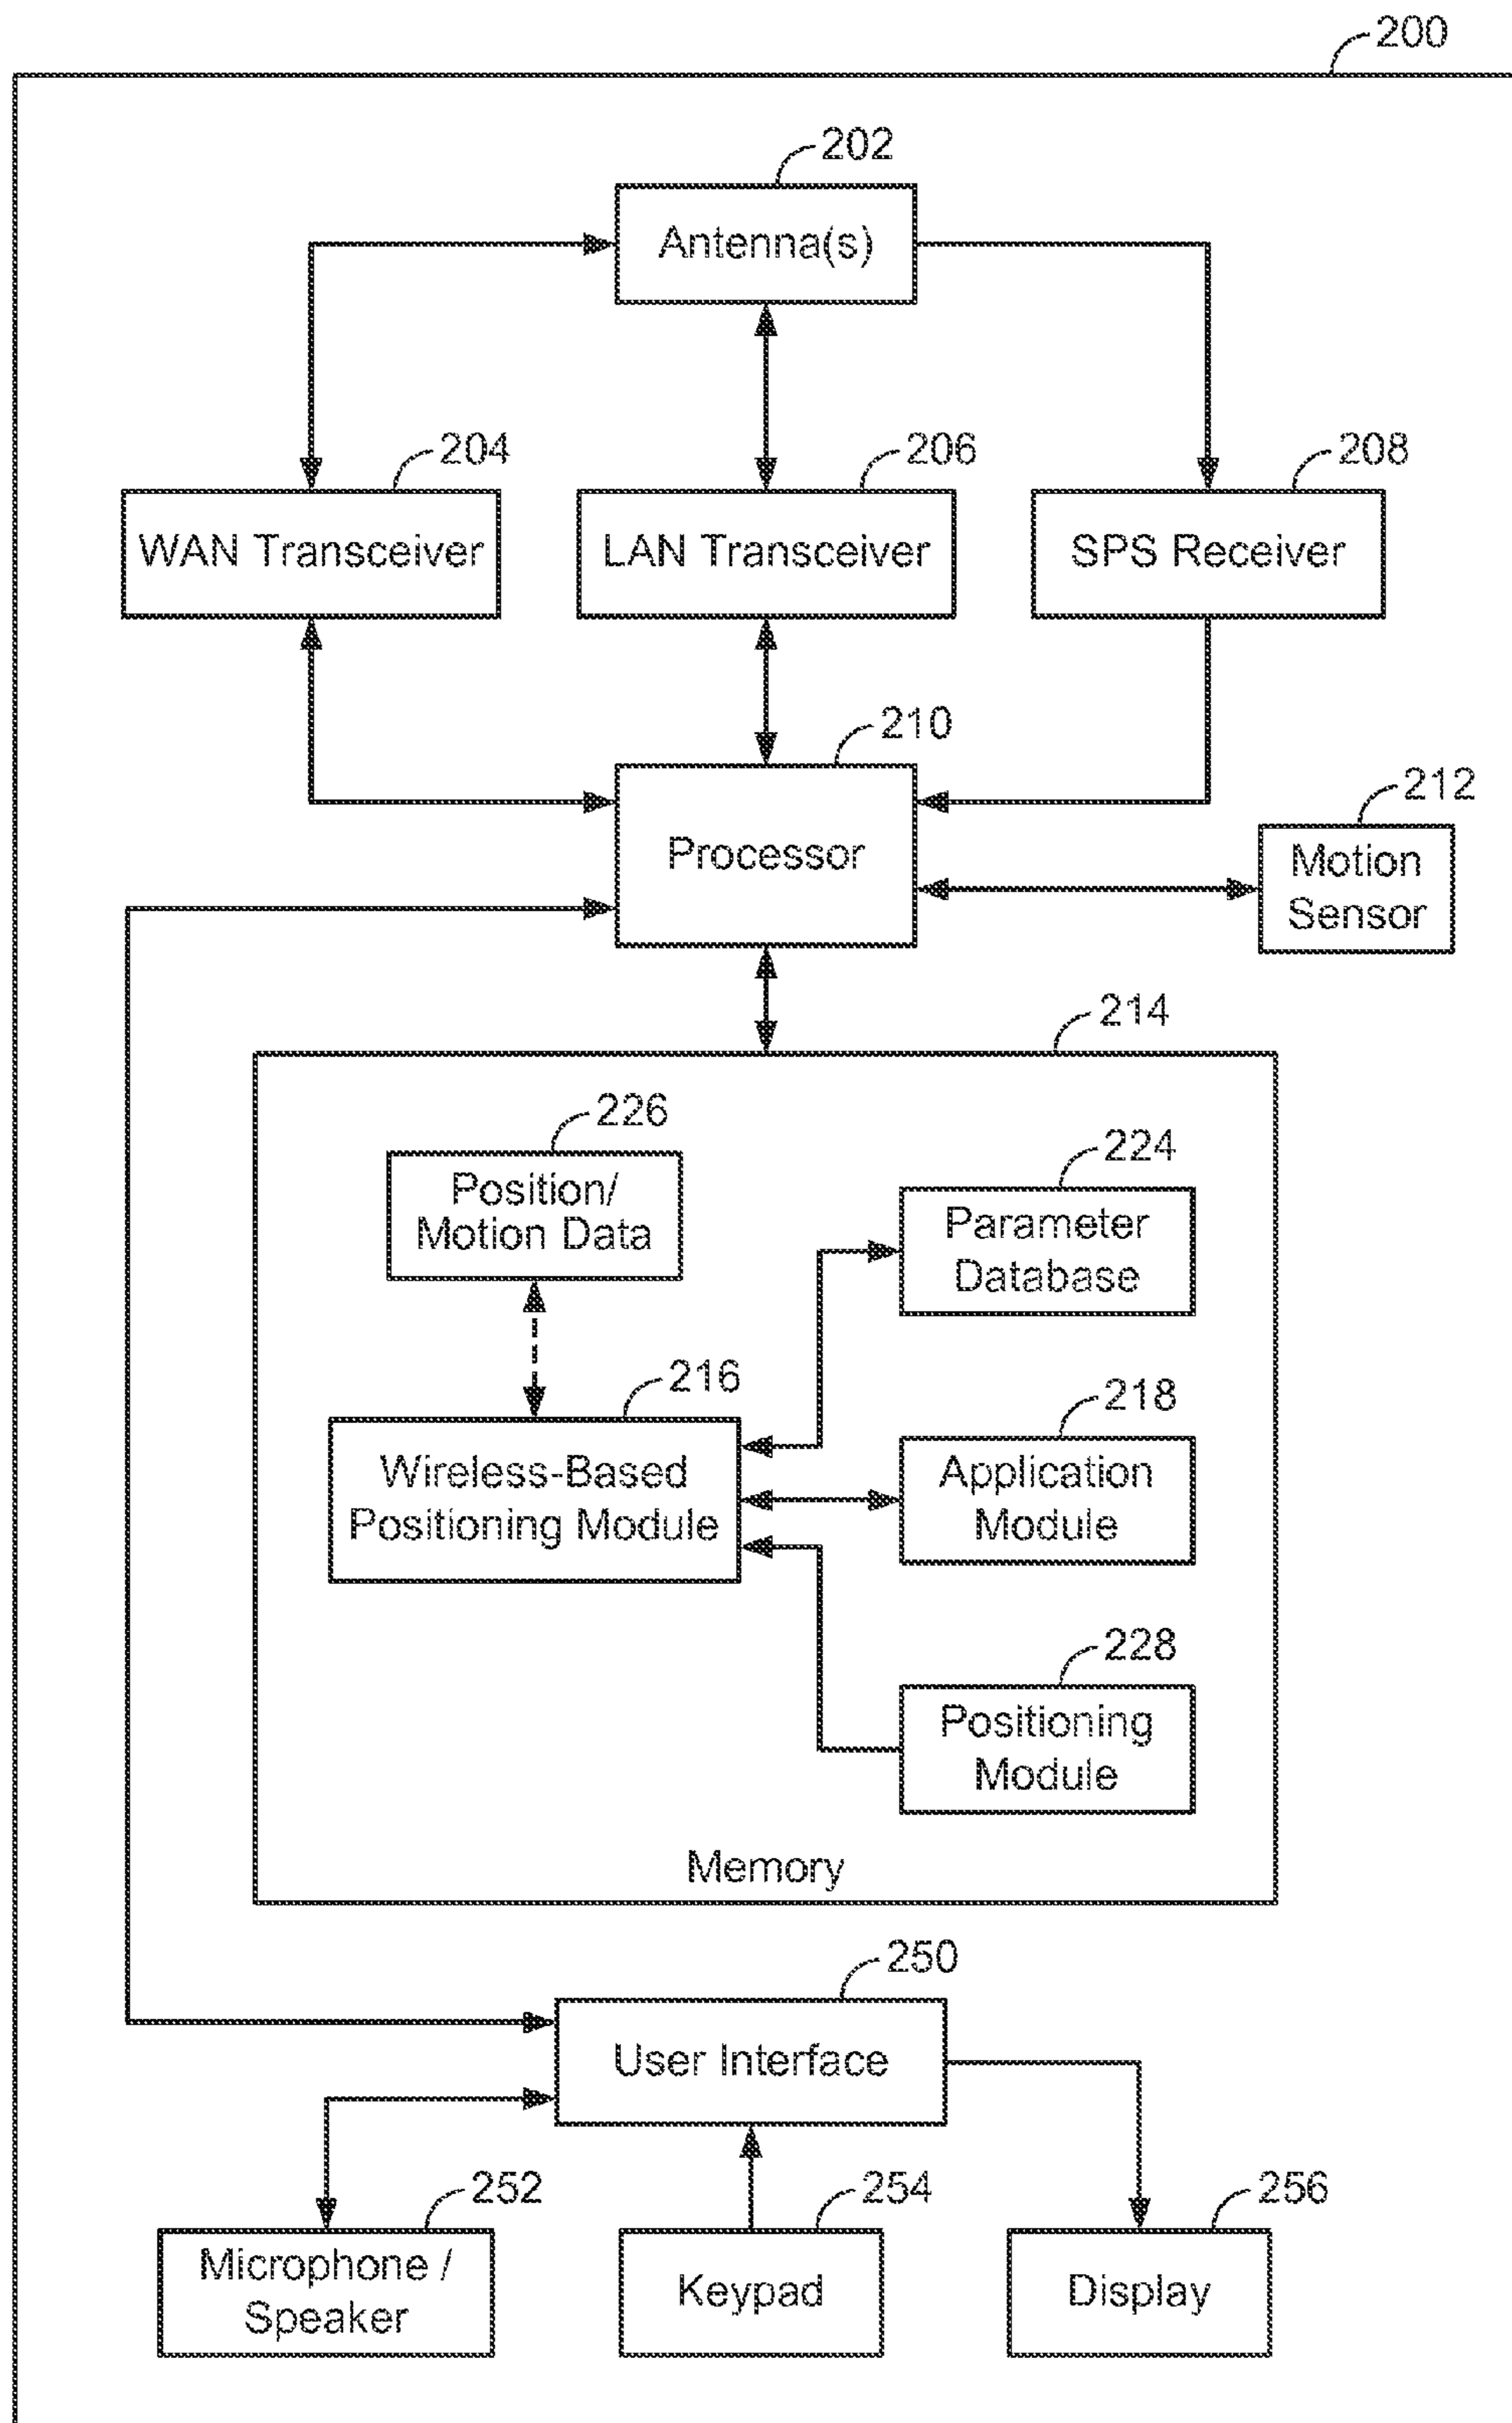 200
202
Antenna(s)
204
206
208
WAN Transceiver
LAN Transceiver
SPS Receiver
210
212
Processor
Motion
Sensor
214
226
Position/
Motion Data
224
Parameter
Database
216
Wireless-Based
Positioning Module
218
Application
Module
228
Positioning
Module
Memory
250
User Interface
252
254
256
Microphone /
Speaker
Keypad
Display